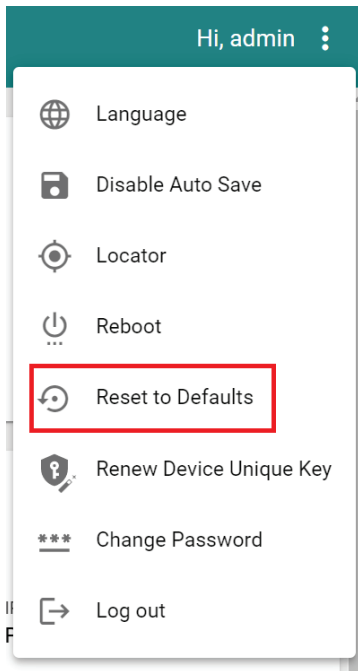 Hi, admin
Language
Disable Auto Save
Locator
Reboot
Reset to Defaults
Renew Device Unique Key
Change Password
Log out